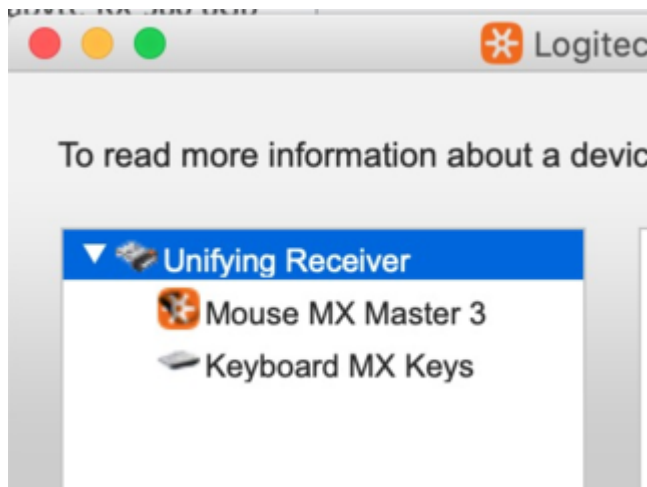 Logitec
To read more information about a devic
Unifying Receiver
Mouse MX Master 3
Keyboard MX Keys